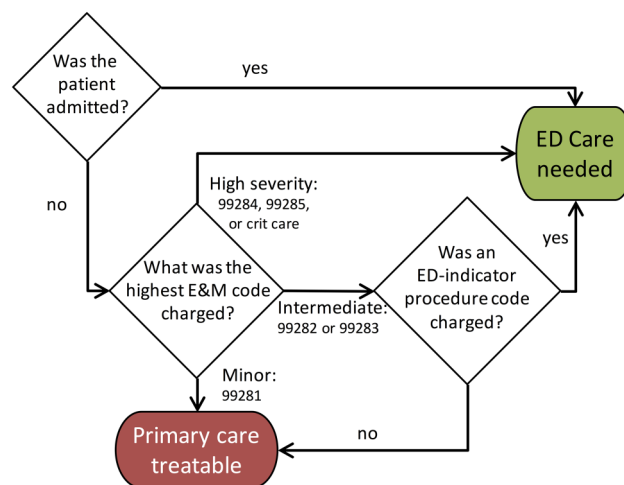 Was the
patient
admitted?
yes
ED Care
needed
no
High severity:
99284, 99285,
or crit care
What was the
highest E&M code
charged?
Intermediate:
99282 or 99283
Was an
ED-indicator
procedure code
charged?
yes
Minor:
99281
no
Primary care
treatable